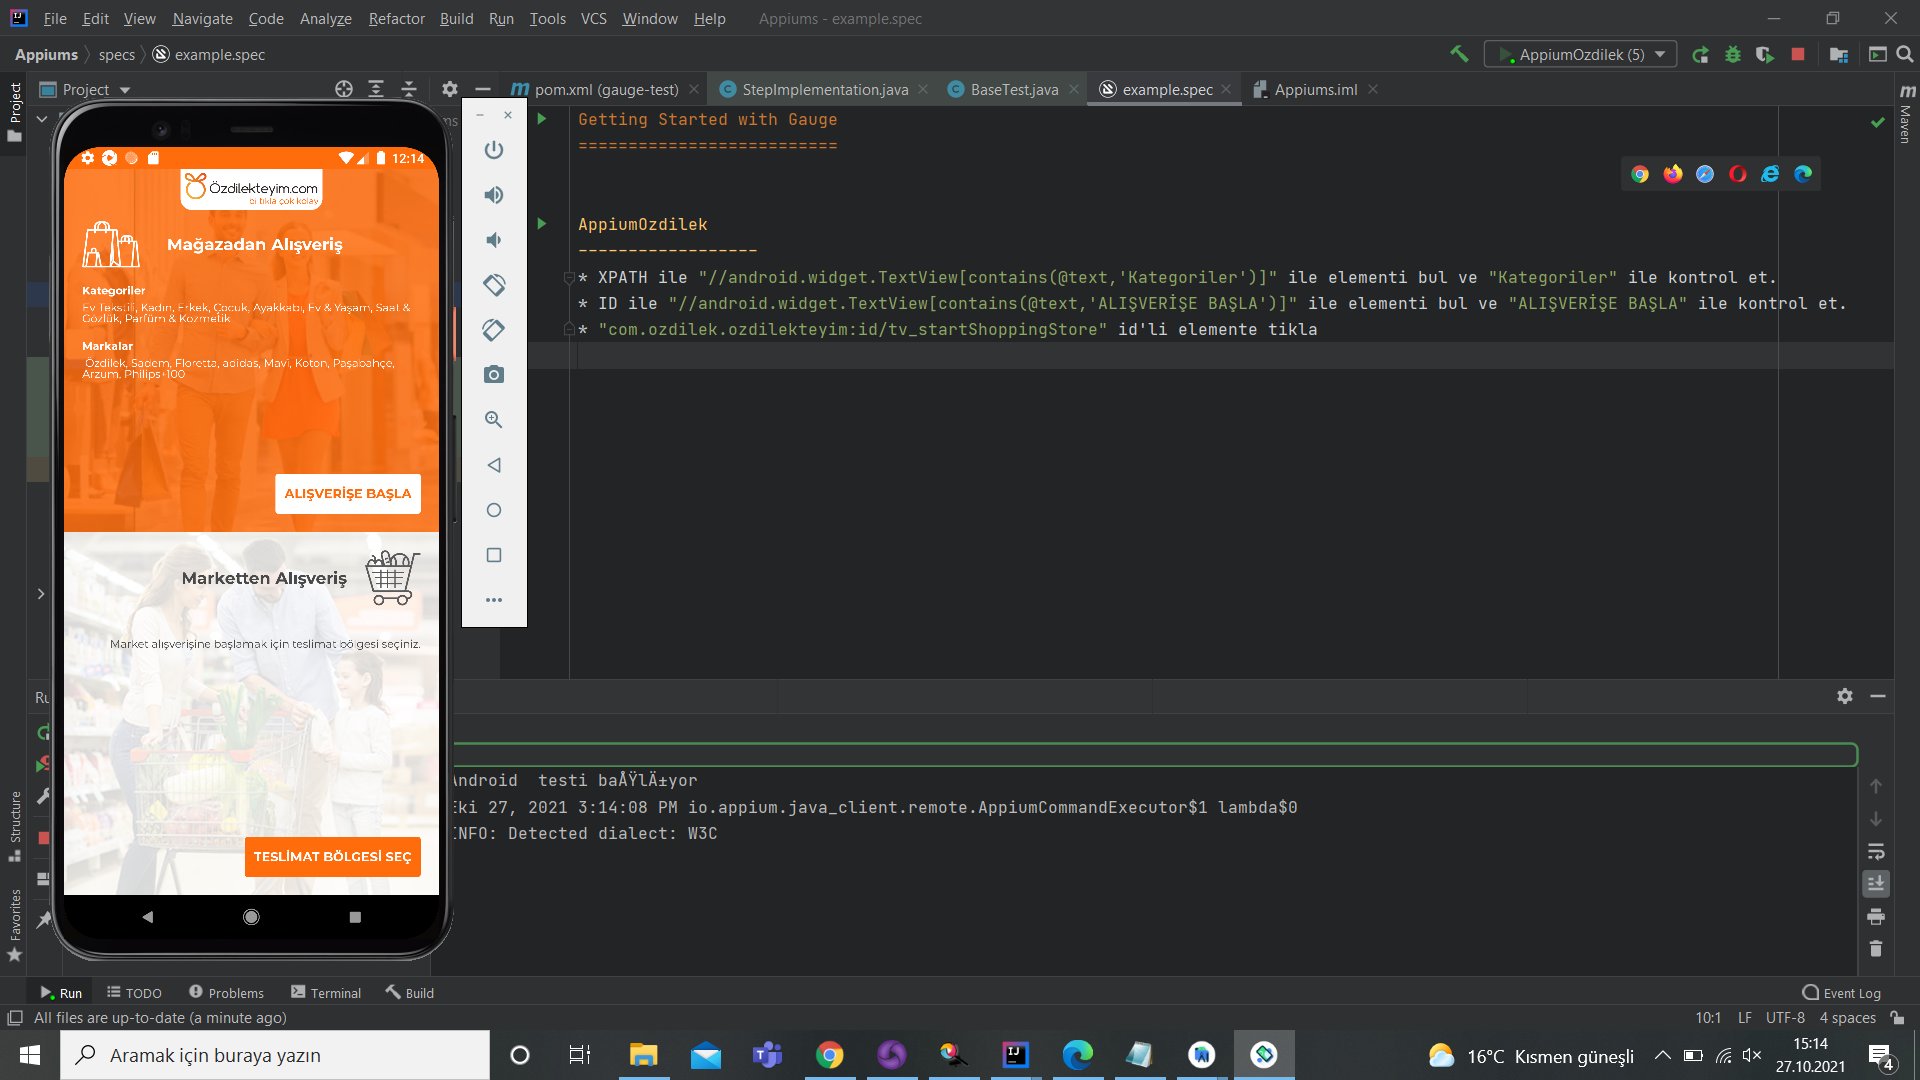 File Edit View Navigate Code Analyze Refactor Build Run Tools VCS Window Help Appiums - example.spec
Appiums specs example.spec AppiumOzdilek (5)
Project pom.xml (gauge-test) StepImplementation.java BaseTest.java example.spec Appiums.iml
Project
Maven
Getting Started with Gauge
==========================
AppiumOzdilek
------------------
* XPATH ile "//android.widget.TextView[contains(@text,'Kategoriler')]" ile elementi bul ve "Kategoriler" ile kontrol et.
* ID ile "//android.widget.TextView[contains(@text,'ALIŞVERİŞE BAŞLA')]" ile elementi bul ve "ALIŞVERİŞE BAŞLA" ile kontrol et.
* "com.ozdilek.ozdilekteyim:id/tv_startShoppingStore" id'li elemente tikla
12:14
Özdilekteyim.com
bi tıkla çok kolay
Mağazadan Alışveriş
Kategoriler
Ev Tekstili, Kadın, Erkek, Çocuk, Ayakkabı, Ev & Yaşam, Saat &
Gözlük, Parfüm & Kozmetik
Markalar
Özdilek, Sadem, Floretta, adidas, Mavi, Koton, Paşabahçe,
Arzum, Philips+100
ALIŞVERİŞE BAŞLA
Marketten Alışveriş
Market alışverişine başlamak için teslimat bölgesi seçiniz.
TESLİMAT BÖLGESİ SEÇ
Structure
Favorites
Android  testi baÅŸlÄ±yor
Eki 27, 2021 3:14:08 PM io.appium.java_client.remote.AppiumCommandExecutor$1 lambda$0
INFO: Detected dialect: W3C
Run TODO Problems Terminal Build Event Log
All files are up-to-date (a minute ago) 10:1 LF UTF-8 4 spaces
Aramak için buraya yazın 16°C Kısmen güneşli 15:14
27.10.2021
4